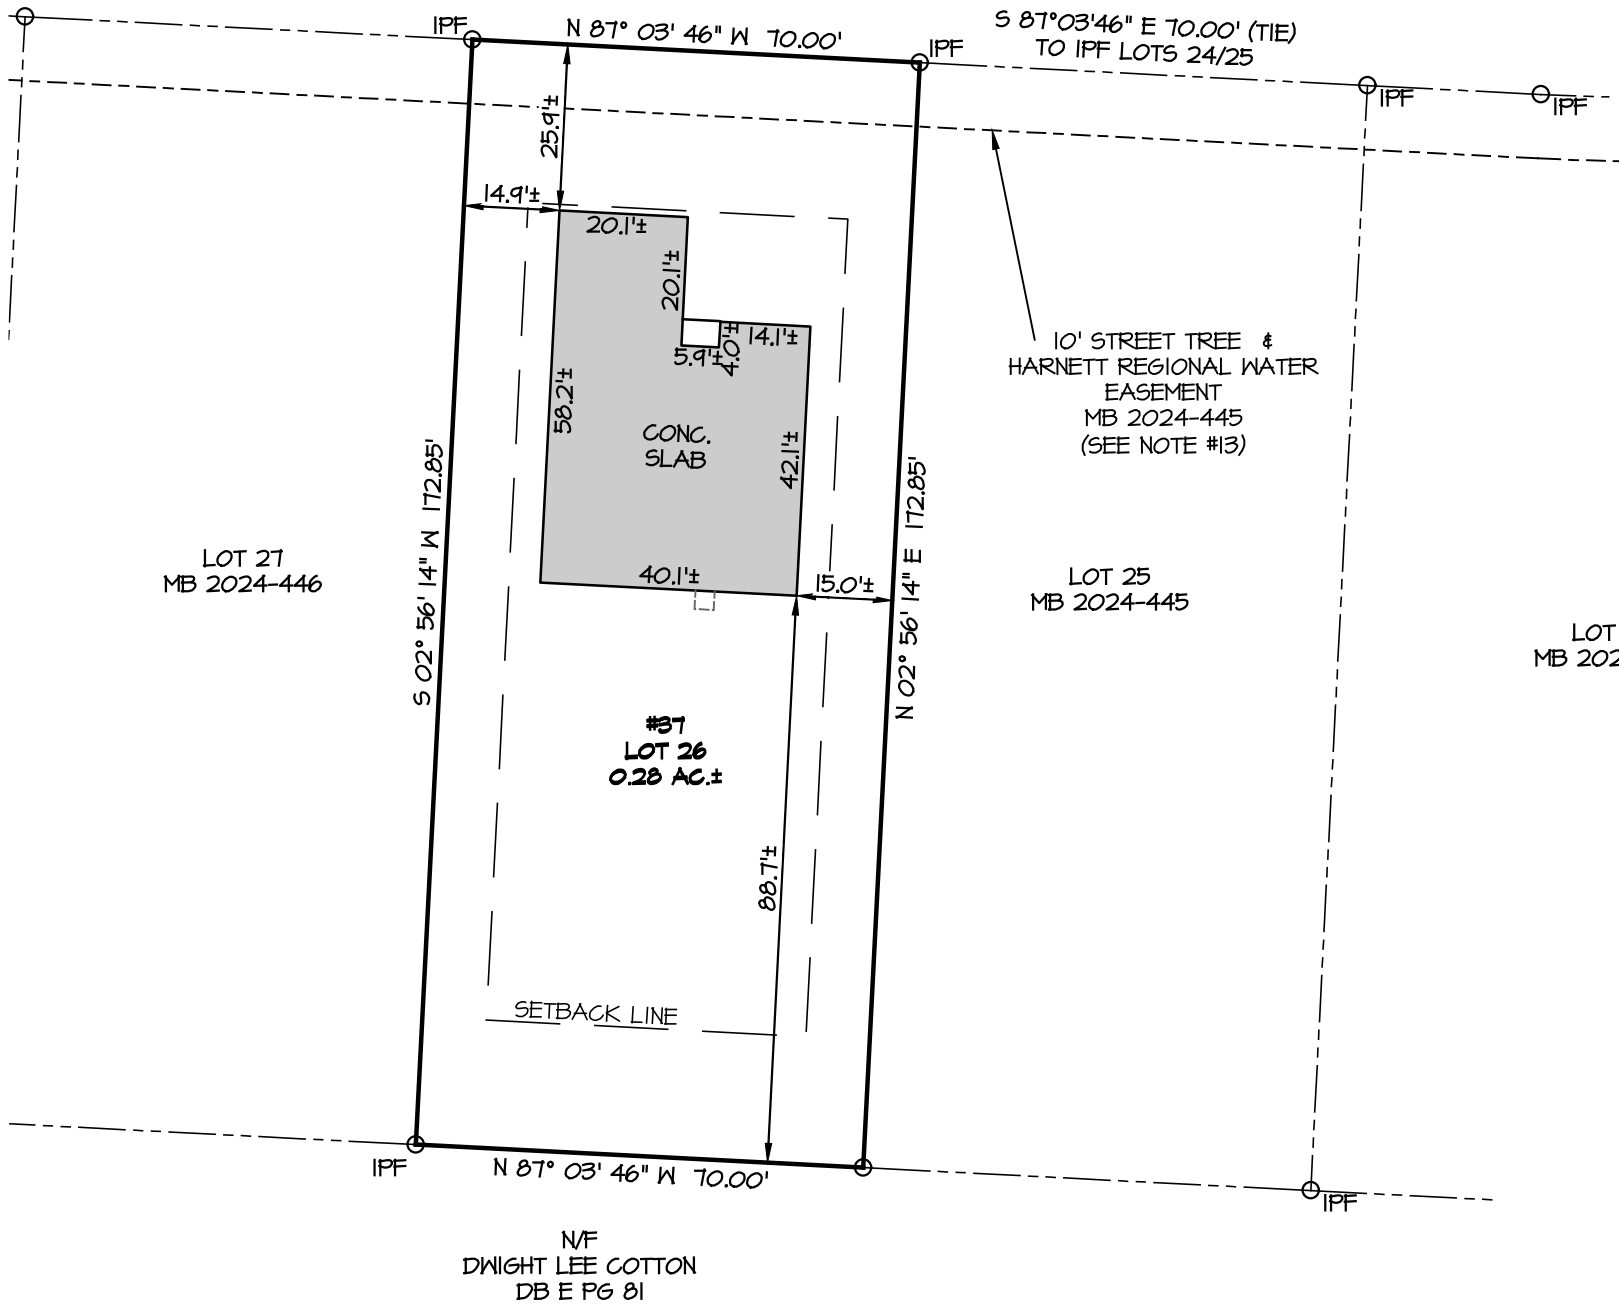 IPF
N 87° 03' 46" W 70.00'
IPF
S 87°03'46" E 70.00' (TIE)
TO IPF LOTS 24/25
IPF
IPF
25.9'±
14.9'±
20.1'±
20.1'±
5.9'±
4.0'±
14.1'±
58.2'±
CONC.
SLAB
42.1'±
40.1'±
15.0'±
10' STREET TREE &
HARNETT REGIONAL WATER
EASEMENT
MB 2024-445
(SEE NOTE #13)
S 02° 56' 14" W 172.85'
N 02° 56' 14" E 172.85'
LOT 27
MB 2024-446
LOT 25
MB 2024-445
LOT
MB 202
#37
LOT 26
0.28 AC.±
88.7'±
SETBACK LINE
IPF
N 87° 03' 46" W 70.00'
IPF
N/F
DWIGHT LEE COTTON
DB E PG 81